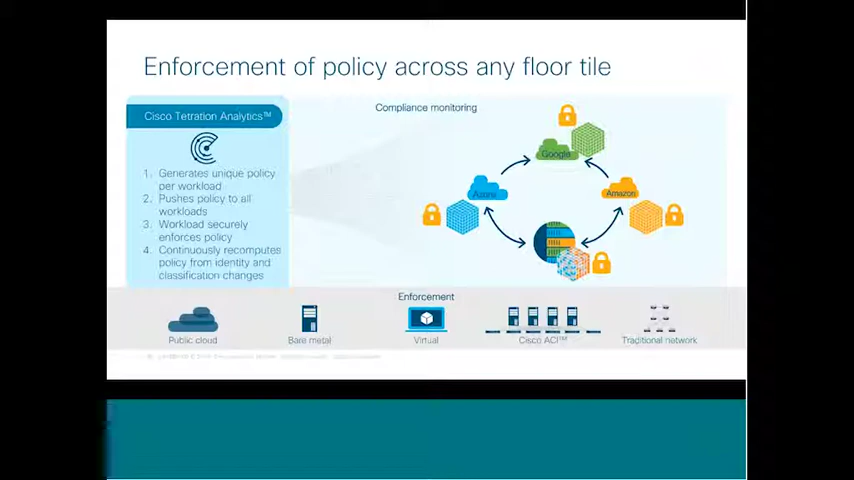 Enforcement of policy across any floor tile
Cisco Tetration Analytics™
1. Generates unique policy
per workload
2. Pushes policy to all
workloads
3. Workload securely
enforces policy
4. Continuously recomputes
policy from identity and
classification changes
Compliance monitoring
Google
Azure
Amazon
Enforcement
Public cloud
Bare metal
Virtual
Cisco ACI™
Traditional network